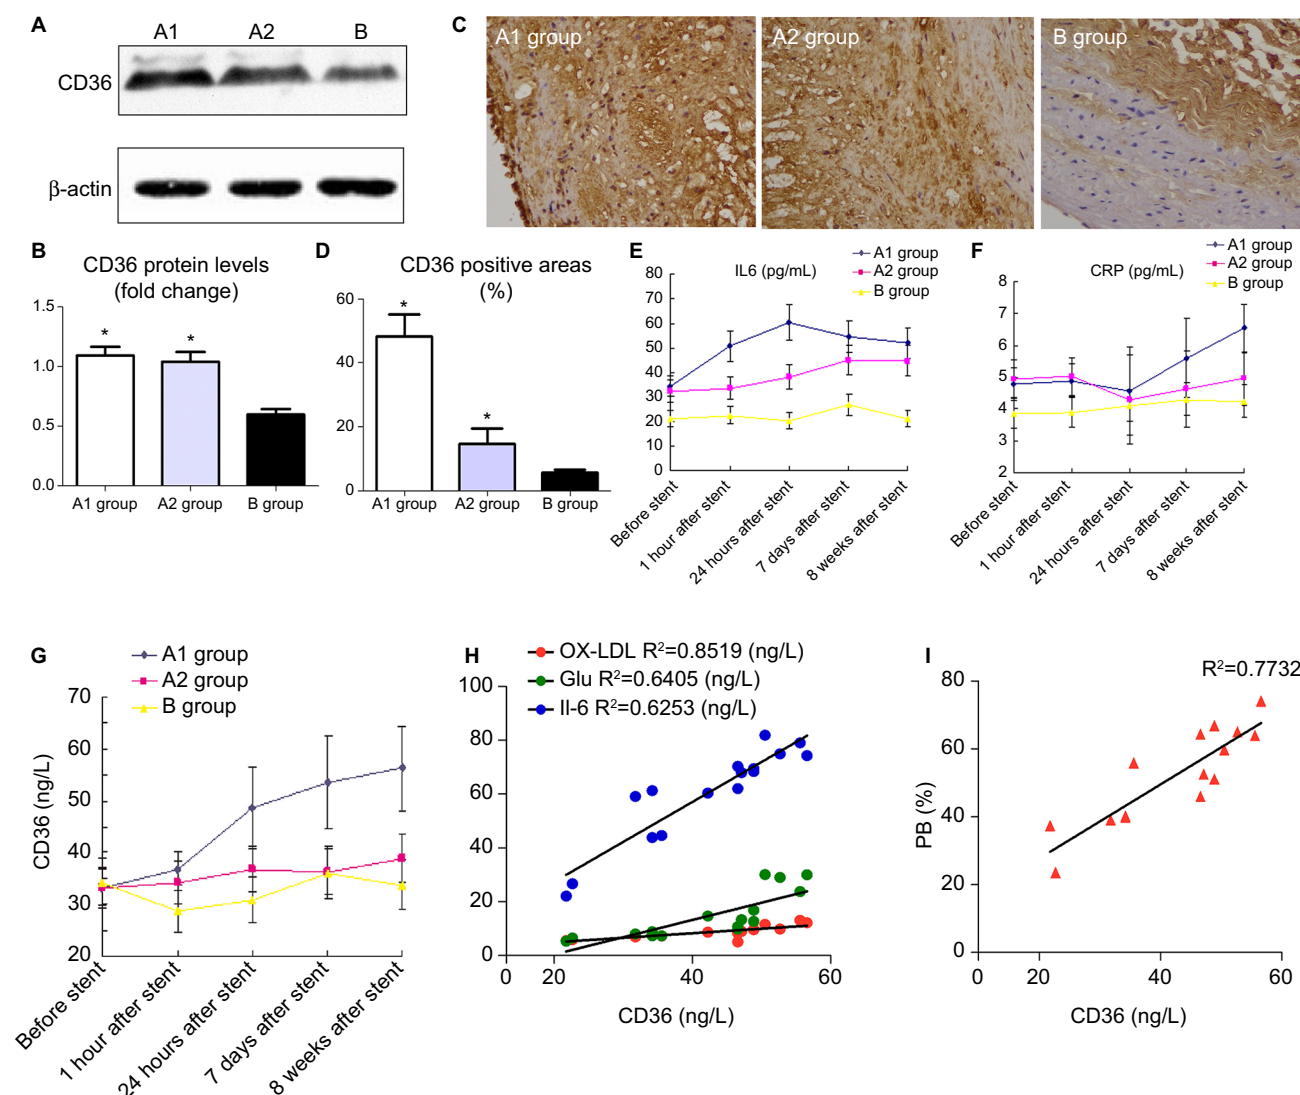 A
A1 A2 B
CD36
β-actin
C
A1 group
A2 group
B group
B
CD36 protein levels
(fold change)
1.5
1.0
0.5
0.0
* *
A1 group A2 group B group
D
CD36 positive areas
(%)
60
40
20
0
* *
A1 group A2 group B group
E
IL6 (pg/mL)
A1 group
A2 group
B group
80
70
60
50
40
30
20
10
0
Before stent
1 hour after stent
24 hours after stent
7 days after stent
8 weeks after stent
F
CRP (pg/mL)
A1 group
A2 group
B group
8
7
6
5
4
3
2
Before stent
1 hour after stent
24 hours after stent
7 days after stent
8 weeks after stent
G
A1 group
A2 group
B group
CD36 (ng/L)
70
60
50
40
30
20
Before stent
1 hour after stent
24 hours after stent
7 days after stent
8 weeks after stent
H
OX-LDL R²=0.8519 (ng/L)
Glu R²=0.6405 (ng/L)
Il-6 R²=0.6253 (ng/L)
100
80
60
40
20
0
0 20 40 60
CD36 (ng/L)
I
R²=0.7732
PB (%)
80
60
40
20
0
0 20 40 60
CD36 (ng/L)